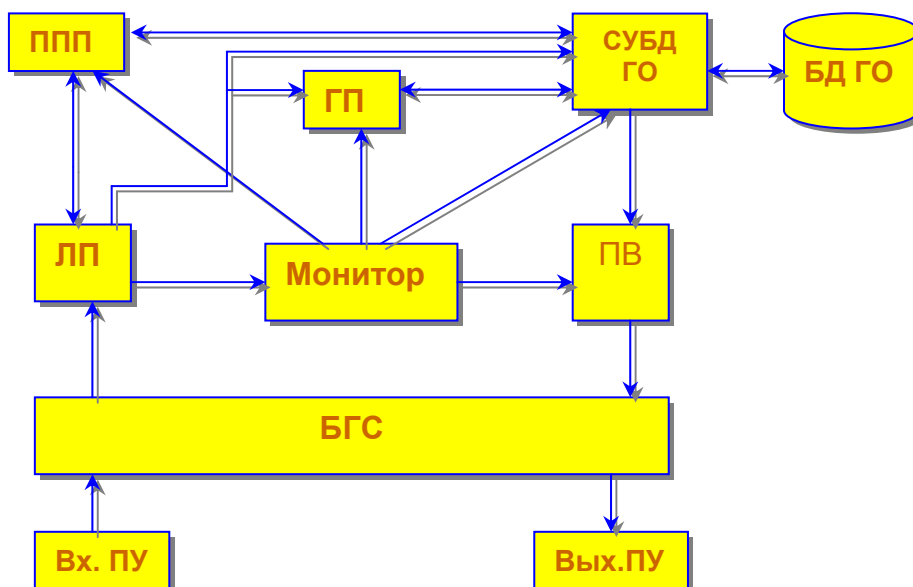 ППП
СУБД
ГО
БД ГО
ГП
ЛП
Монитор
ПВ
БГС
Вх. ПУ
Вых.ПУ